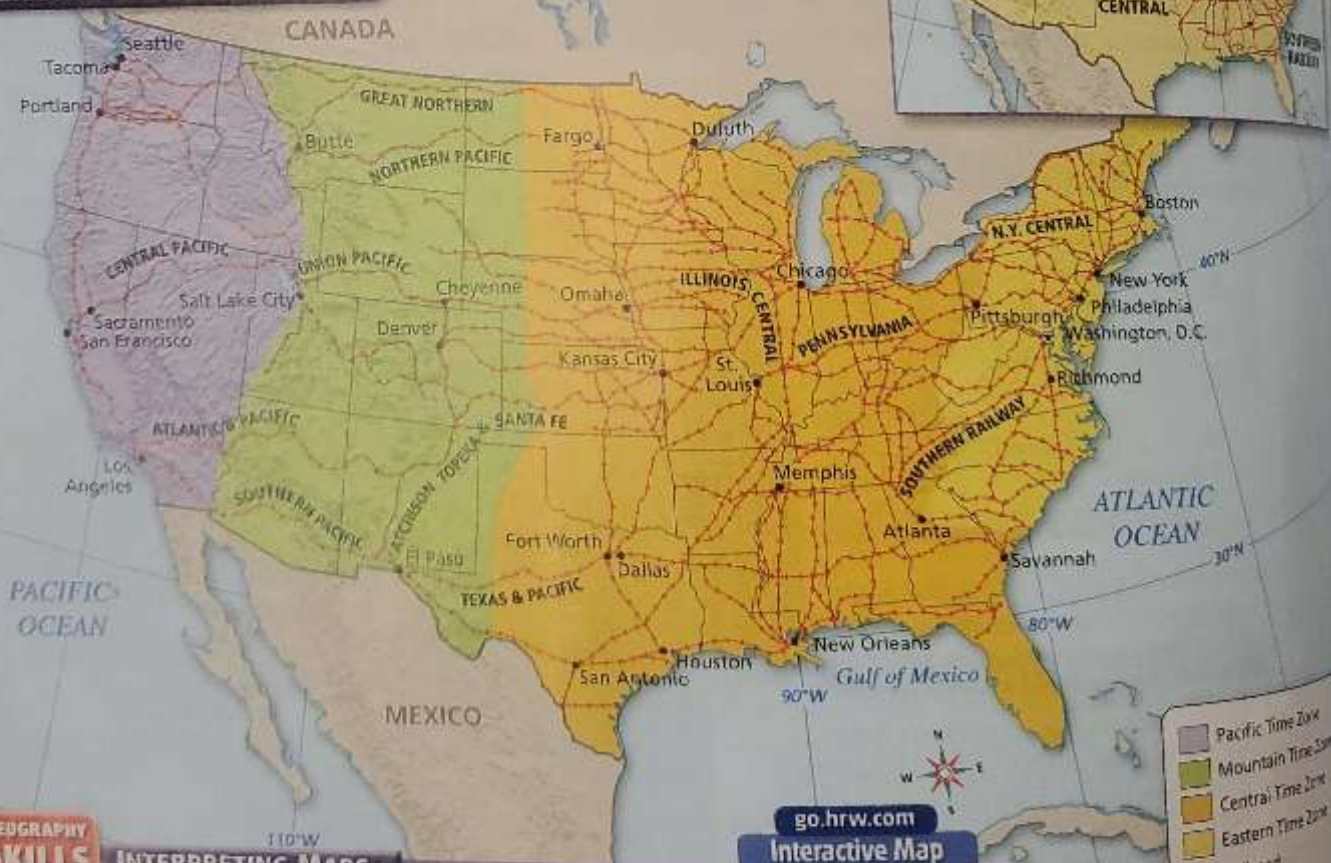 CENTRAL
SOUTHERN
CANADA
Seattle
Tacoma
Portland
GREAT NORTHERN
Butte
Fargo
Duluth
NORTHERN PACIFIC
Boston
N.Y. CENTRAL
CENTRAL PACIFIC
UNION PACIFIC
40°N
ILLINOIS CENTRAL
Chicago
New York
Salt Lake City
Cheyenne
Omaha
Pittsburgh
Philadelphia
Sacramento
San Francisco
Denver
PENNSYLVANIA
Washington, D.C.
Kansas City
St.
Louis
Richmond
ATLANTIC & PACIFIC
ATCHISON TOPEKA & SANTA FE
SOUTHERN RAILWAY
Los
Angeles
Memphis
SOUTHERN PACIFIC
ATLANTIC
OCEAN
Atlanta
Fort Worth
El Paso
Dallas
Savannah
30°N
PACIFIC
OCEAN
TEXAS & PACIFIC
80°W
New Orleans
Houston
San Antonio
Gulf of Mexico
90°W
MEXICO
N
W
E
S
Pacific Time Zone
Mountain Time Zone
Central Time Zone
Eastern Time Zone
110°W
go.hrw.com
Interactive Map
GEOGRAPHY
SKILLS
INTERPRETING MAPS